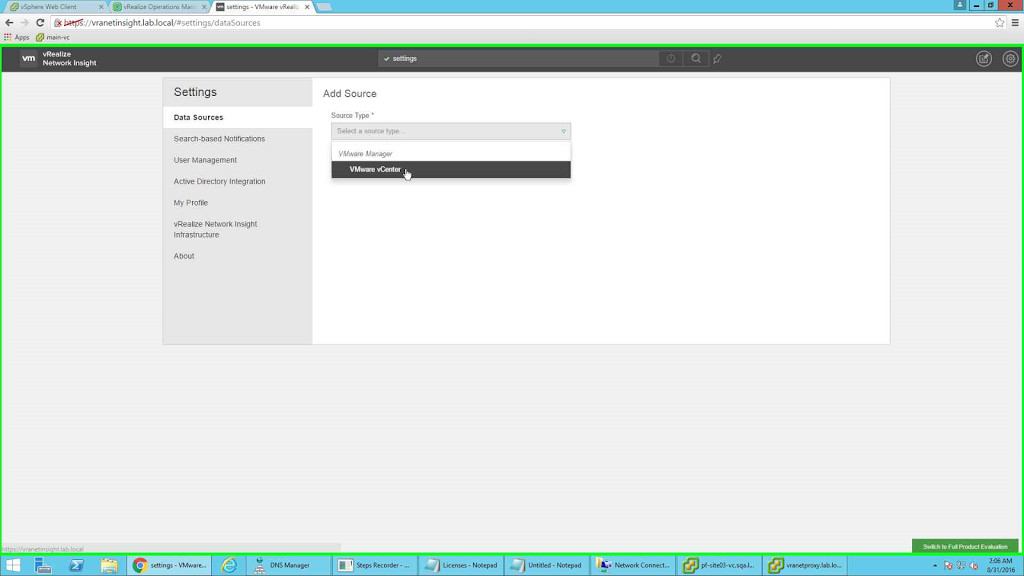 vSphere Web Client
vRealize Operations Man
settings - VMware vReali
https://vranetinsight.lab.local/#settings/dataSources
Apps
main-vc
vm
vRealize
Network Insight
settings
Settings
Data Sources
Search-based Notifications
User Management
Active Directory Integration
My Profile
vRealize Network Insight
Infrastructure
About
Add Source
Source Type *
Select a source type...
VMware Manager
VMware vCenter
https://vranetinsight.lab.local
Switch to Full Product Evaluation
settings - VMware...
DNS Manager
Steps Recorder - ...
Licenses - Notepad
Untitled - Notepad
Network Connect...
pf-site03-vc.sqa.l...
vranetproxy.lab.lo...
2:06 AM
8/31/2016